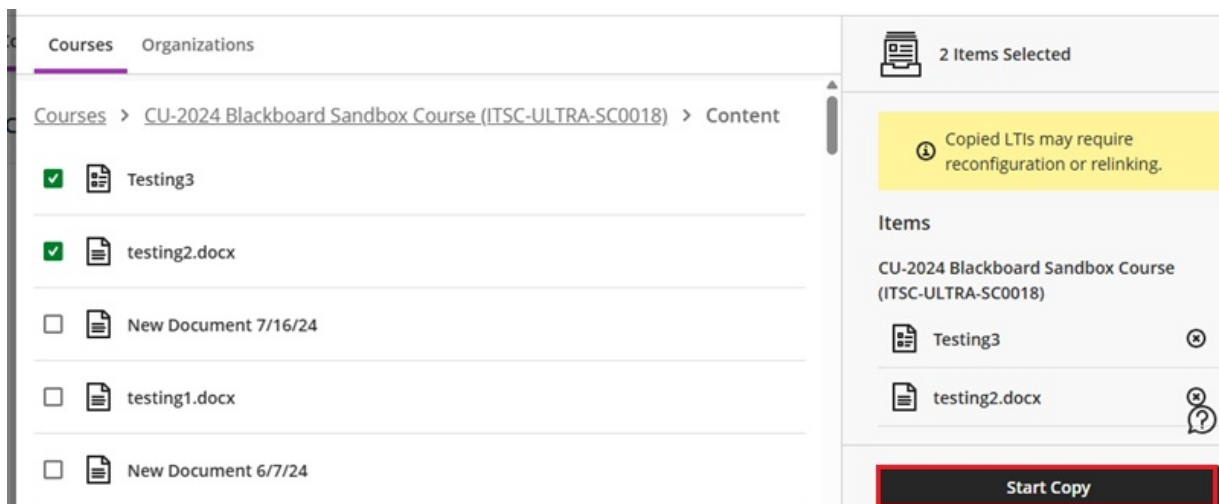 Courses Organizations
Courses > CU-2024 Blackboard Sandbox Course (ITSC-ULTRA-SC0018) > Content
Testing3
testing2.docx
New Document 7/16/24
testing1.docx
New Document 6/7/24
2 Items Selected
Copied LTIs may require
reconfiguration or relinking.
Items
CU-2024 Blackboard Sandbox Course
(ITSC-ULTRA-SC0018)
Testing3
testing2.docx
Start Copy